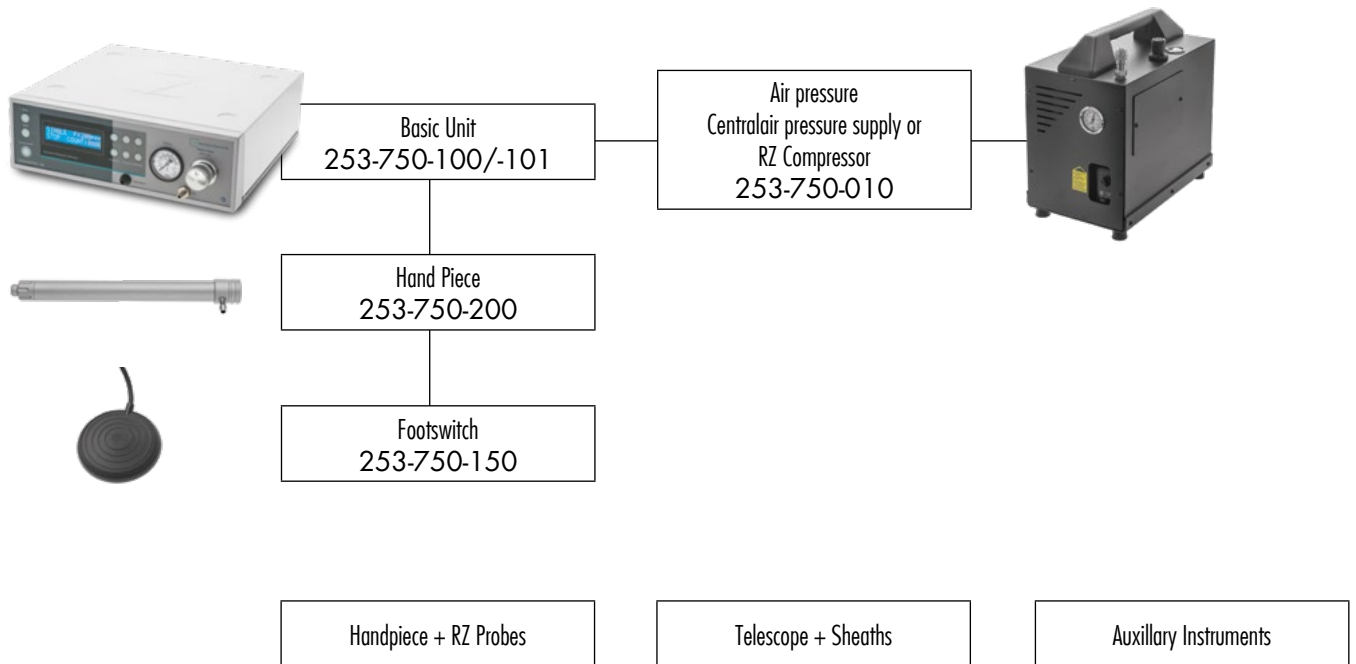 Basic Unit
253-750-100/-101
Air pressure
Centralair pressure supply or
RZ Compressor
253-750-010
Hand Piece
253-750-200
Footswitch
253-750-150
Handpiece + RZ Probes
Telescope + Sheaths
Auxillary Instruments